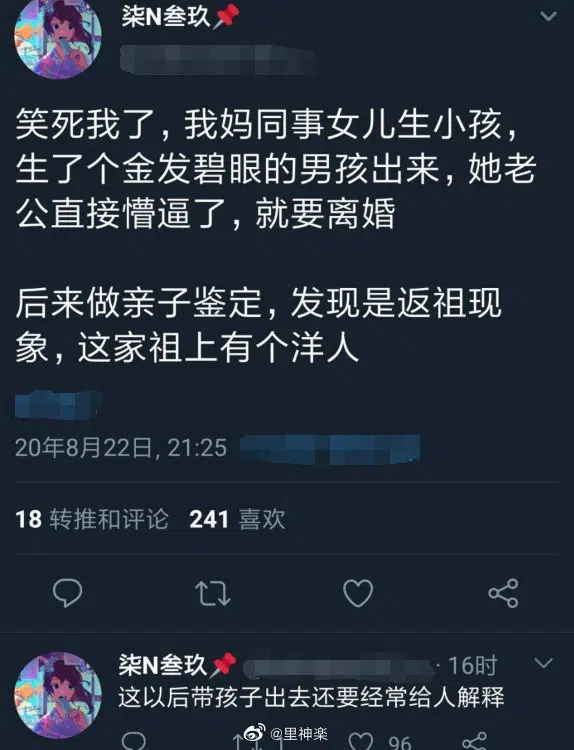 柒N叁玖📌
笑死我了，我妈同事女儿生小孩，
生了个金发碧眼的男孩出来，她老
公直接懵逼了，就要离婚
后来做亲子鉴定，发现是返祖现
象，这家祖上有个洋人
20年8月22日, 21:25
18 转推和评论 241 喜欢
柒N叁玖📌 · 16时
这以后带孩子出去还要经常给人解释
@里神楽
1 96